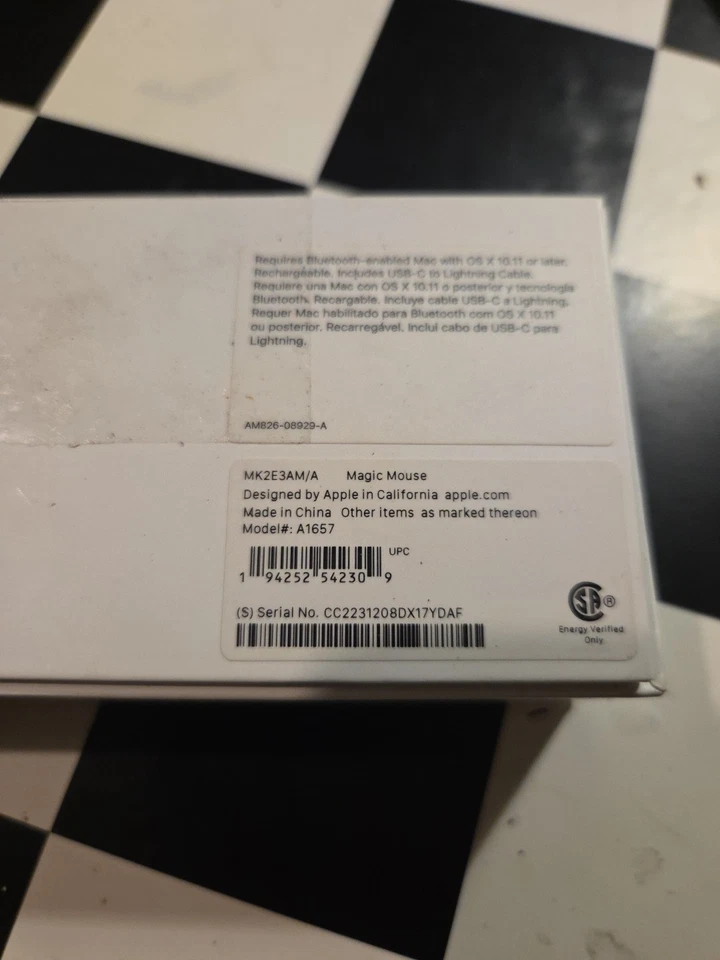 Requires Bluetooth-enabled Mac with OS X 10.11 or later.
Rechargeable. Includes USB-C to Lightning Cable.
Requiere una Mac con OS X 10.11 o posterior y tecnología
Bluetooth. Recargable. Incluye cable USB-C a Lightning.
Requer Mac habilitado para Bluetooth com OS X 10.11
ou posterior. Recarregável. Inclui cabo de USB-C para
Lightning.
AM826-08929-A
MK2E3AM/A Magic Mouse
Designed by Apple in California apple.com
Made in China Other items as marked thereon
Model#: A1657
UPC
1 94252 54230 9
(S) Serial No. CC2231208DX17YDAF
SA ®
Energy Verified
Only